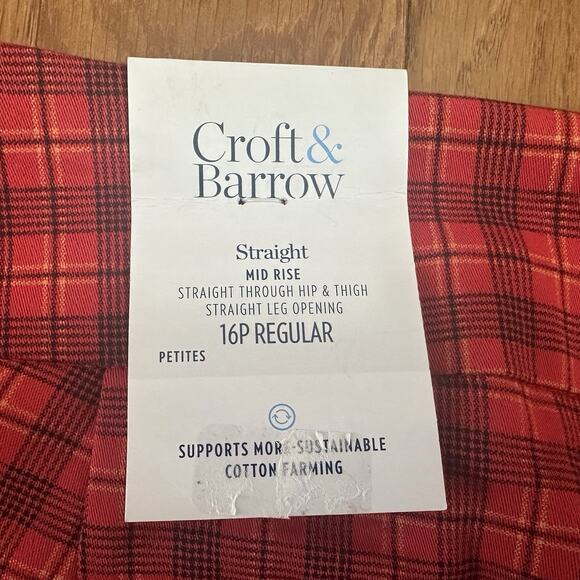 Croft&
Barrow
Straight
MID RISE
STRAIGHT THROUGH HIP & THIGH
STRAIGHT LEG OPENING
16P REGULAR
PETITES
SUPPORTS MORE-SUSTAINABLE
COTTON FARMING